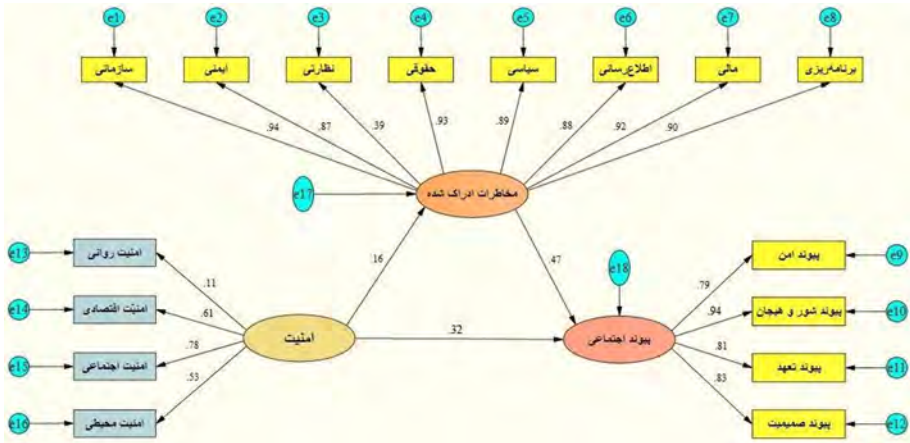 e1 e2 e3 e4 e5 e6 e7 e8
سازمانی ایمنی نظارتی حقوقی سیاسی اطلاع‌رسانی مالی برنامه‌ریزی
.94 .87 .39 .93 .89 .88 .92 .90
e17 مخاطرات ادراک شده
e13 امنیت روانی
.11
e14 امنیّت اقتصادی
.61
e15 امنیت اجتماعی
.78
e16 امنیت محیطی
.53
امنیت
.16
.47
.32
e18
پیوند اجتماعی
.79
پیوند امن e9
.94
پیوند شور و هیجان e10
.81
پیوند تعهد e11
.83
پیوند صمیمیت e12